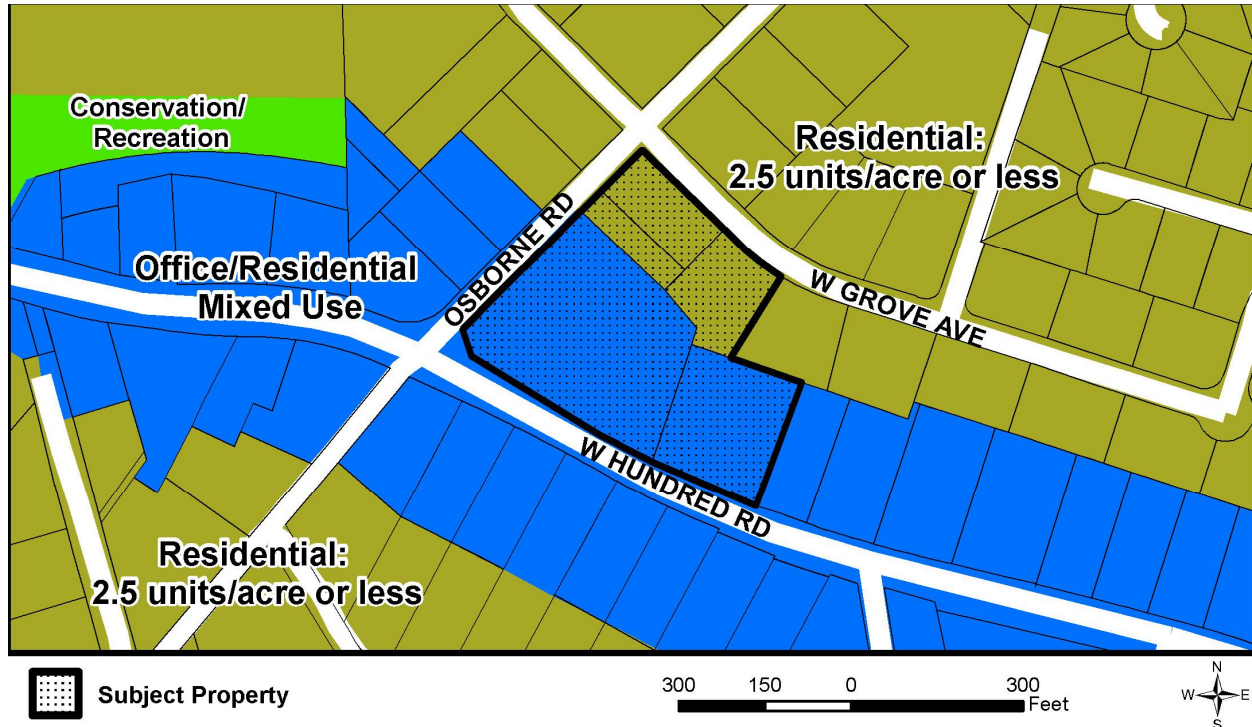 Conservation/
Recreation
Residential:
2.5 units/acre or less
OSBORNE RD
Office/Residential
Mixed Use
W GROVE AVE
W HUNDRED RD
Residential:
2.5 units/acre or less
Subject Property
300 150 0 300
Feet
N
W E
S